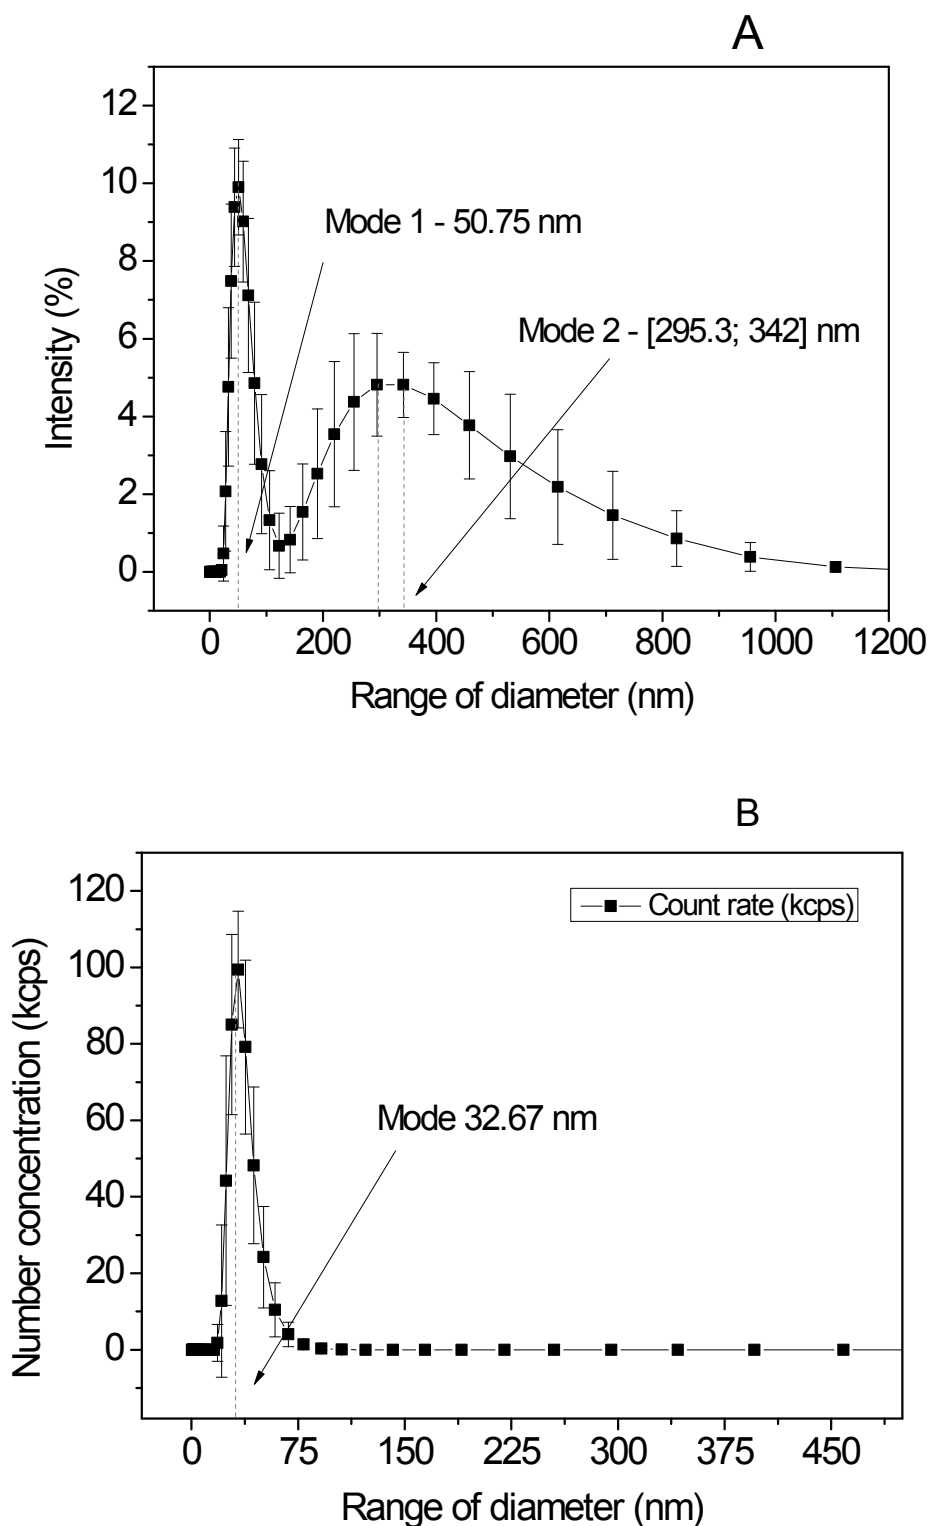 A
12
10
8
6
4
2
0
Intensity (%)
Mode 1 - 50.75 nm
Mode 2 - [295.3; 342] nm
0 200 400 600 800 1000 1200
Range of diameter (nm)
B
120
100
80
60
40
20
0
Number concentration (kcps)
Count rate (kcps)
Mode 32.67 nm
0 75 150 225 300 375 450
Range of diameter (nm)